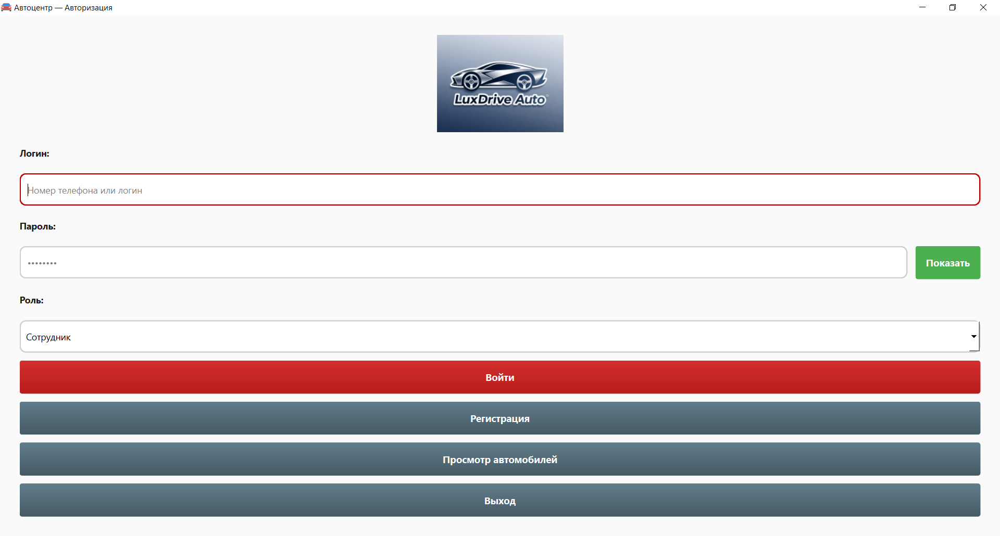 Автоцентр — Авторизация
LuxDrive Auto
Логин:
Номер телефона или логин
Пароль:
••••••••
Показать
Роль:
Сотрудник
Войти
Регистрация
Просмотр автомобилей
Выход